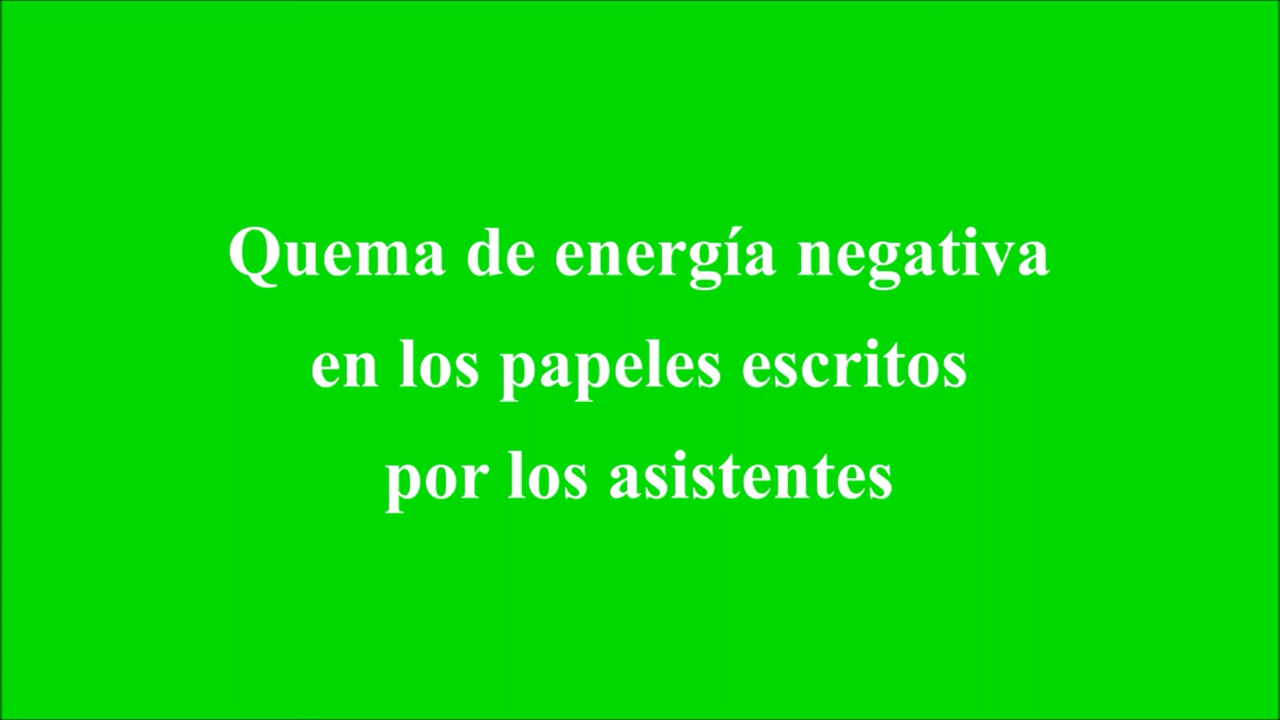 Quema de energía negativa
en los papeles escritos
por los asistentes